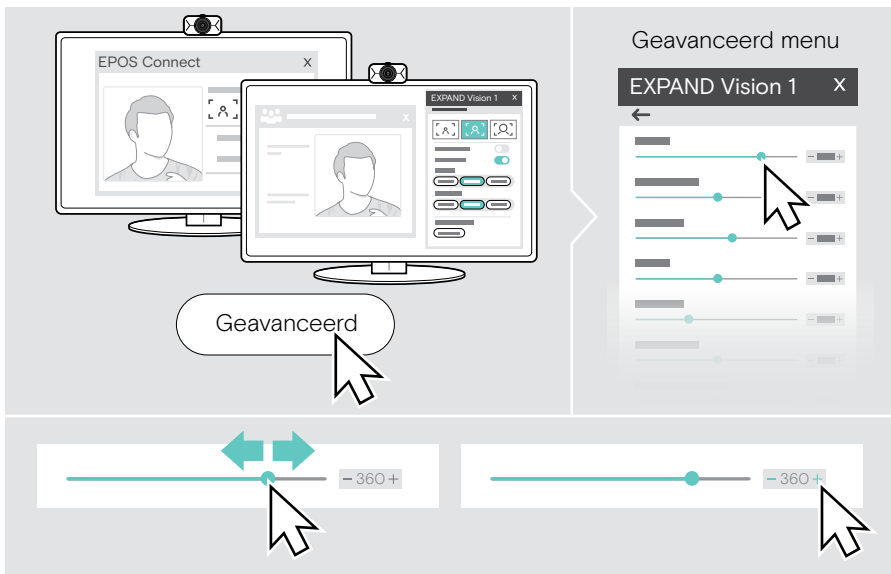 EPOS Connect x
EXPAND Vision 1 x
x
Geavanceerd
Geavanceerd menu
EXPAND Vision 1 x
- +
- +
- +
- +
- +
- +
- 360 +
- 360 +